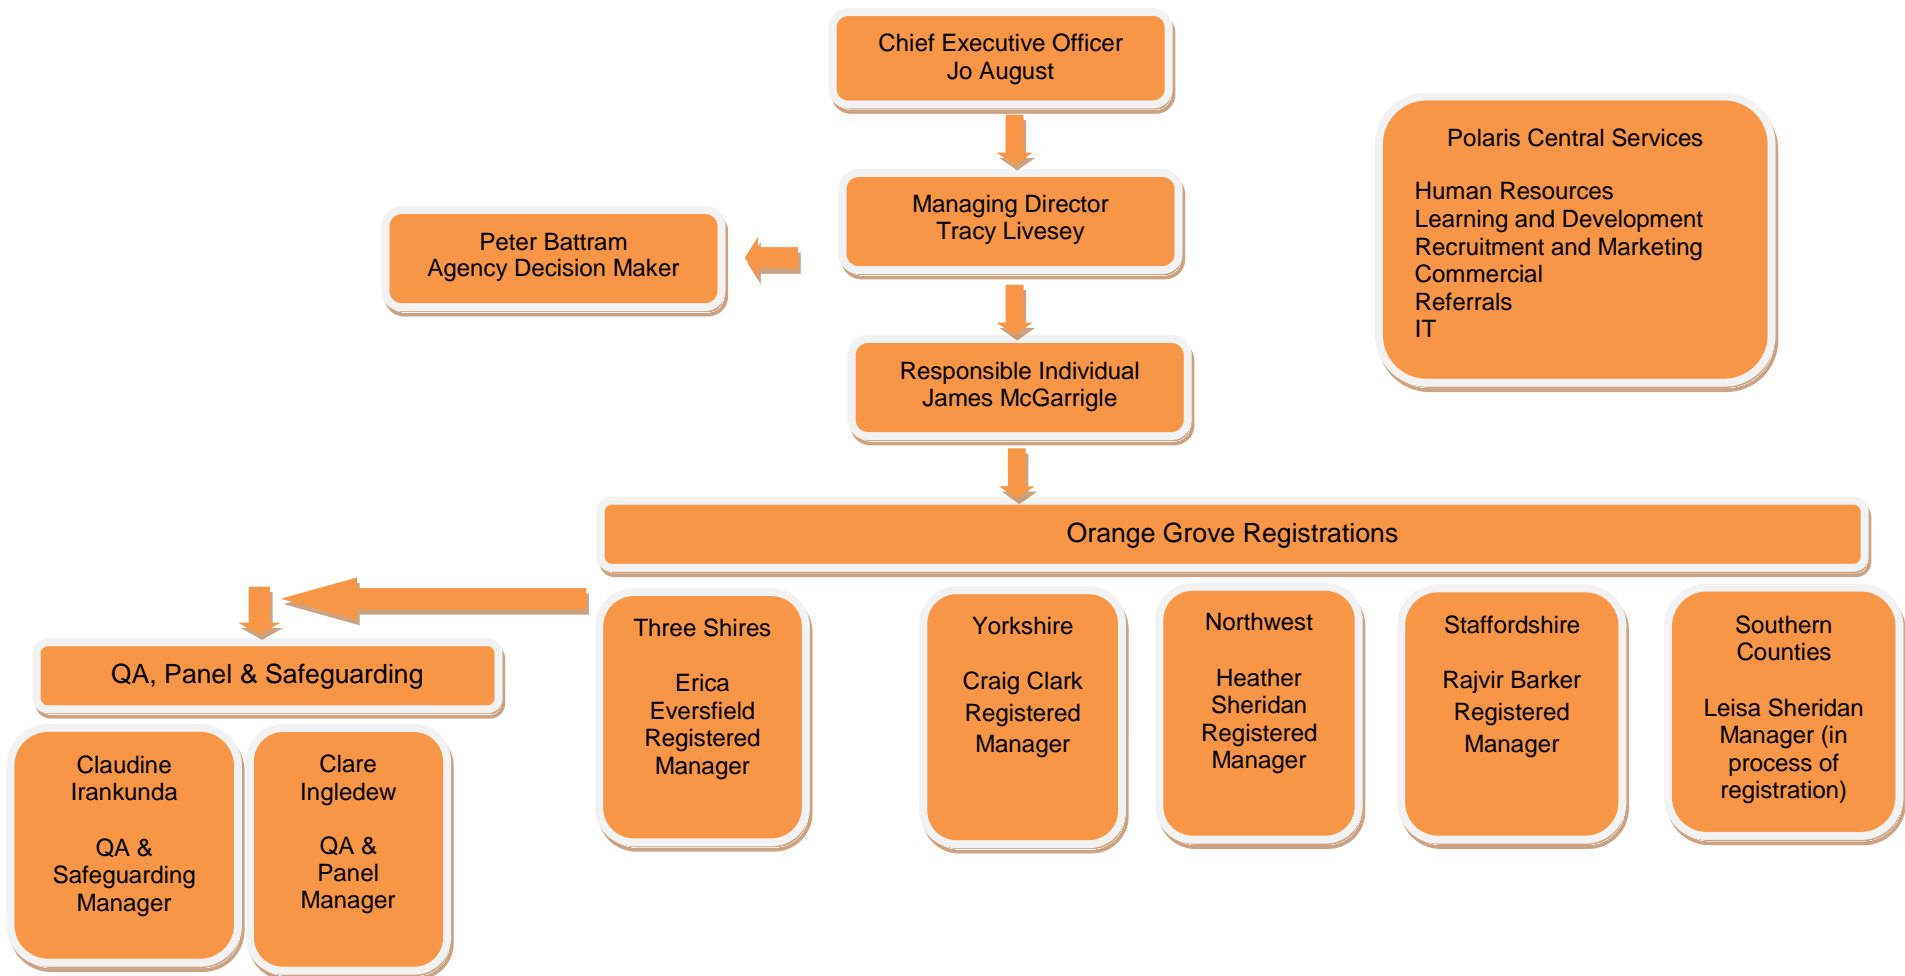 Chief Executive Officer
Jo August
Polaris Central Services
Human Resources
Learning and Development
Recruitment and Marketing
Commercial
Referrals
IT
Managing Director
Tracy Livesey
Peter Battram
Agency Decision Maker
Responsible Individual
James McGarrigle
Orange Grove Registrations
QA, Panel & Safeguarding
Claudine
Irankunda
QA &
Safeguarding
Manager
Clare
Ingledew
QA &
Panel
Manager
Three Shires
Erica
Eversfield
Registered
Manager
Yorkshire
Craig Clark
Registered
Manager
Northwest
Heather
Sheridan
Registered
Manager
Staffordshire
Rajvir Barker
Registered
Manager
Southern
Counties
Leisa Sheridan
Manager (in
process of
registration)